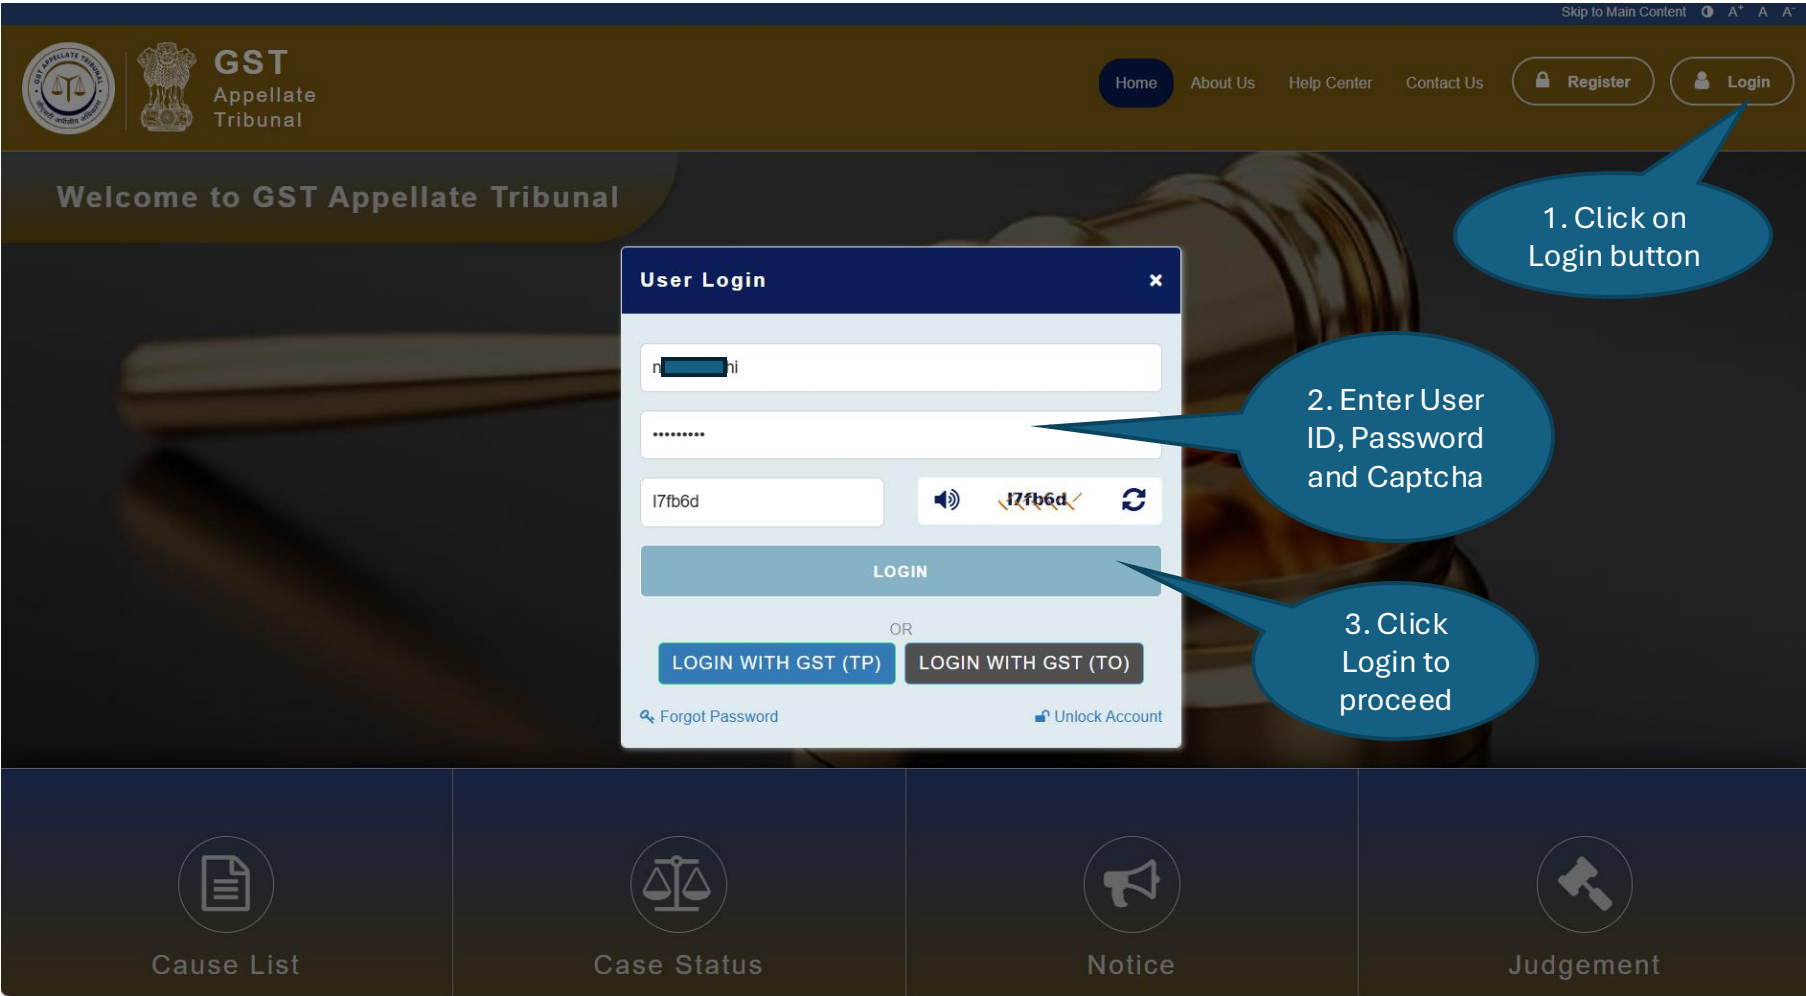 Skip to Main Content A+ A A-
GST
Appellate
Tribunal
Home About Us Help Center Contact Us Register Login
Welcome to GST Appellate Tribunal
1. Click on
Login button
User Login ×
n hi
2. Enter User
ID, Password
and Captcha
•••••••••
l7fb6d l7fb6d
LOGIN
OR
LOGIN WITH GST (TP) LOGIN WITH GST (TO)
3. Click
Login to
proceed
Forgot Password Unlock Account
Cause List Case Status Notice Judgement